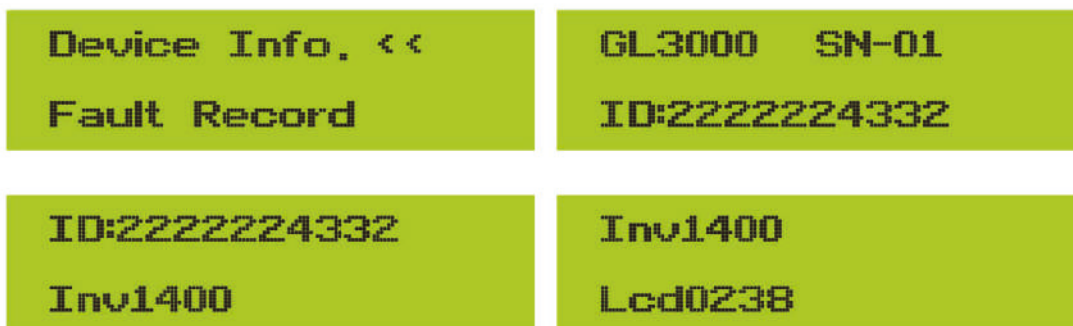 Device Info. <<
Fault Record
GL3000 SN-01
ID:2222224332
ID:2222224332
Inv1400
Inv1400
Lcd0238